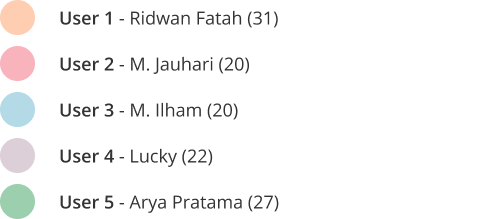 User 1 - Ridwan Fatah (31)
User 2 - M. Jauhari (20)
User 3 - M. Ilham (20)
User 4 - Lucky (22)
User 5 - Arya Pratama (27)